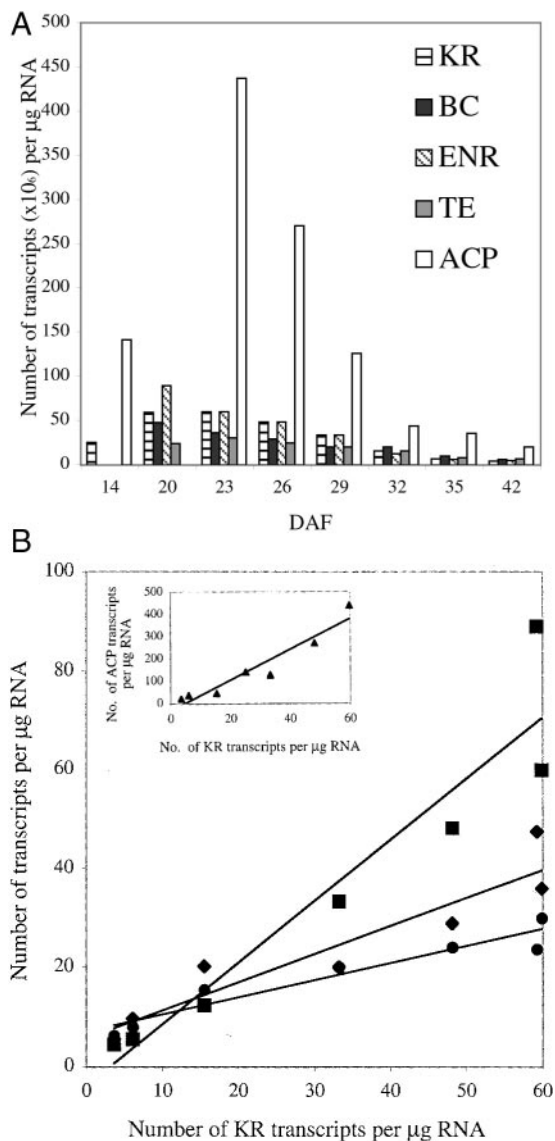 A
Number of transcripts (x10₆) per μg RNA
500
450
400
350
300
250
200
150
100
50
0
KR
BC
ENR
TE
ACP
14 20 23 26 29 32 35 42
DAF
B
Number of transcripts per μg RNA
100
80
60
40
20
0
No. of ACP transcripts
per μg RNA
500
400
300
200
100
0
0 20 40 60
No. of KR transcripts per μg RNA
0 10 20 30 40 50 60
Number of KR transcripts per μg RNA